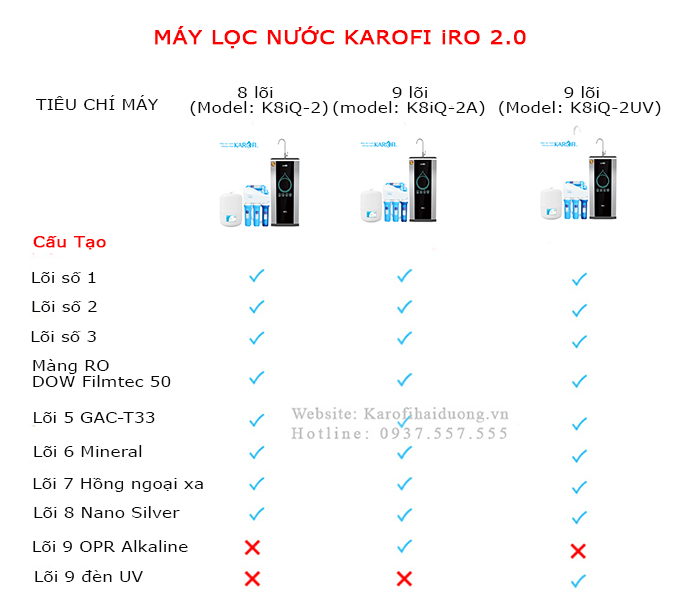 MÁY LỌC NƯỚC KAROFI iRO 2.0
TIÊU CHÍ MÁY
8 lõi
(Model: K8iQ-2)
9 lõi
(model: K8iQ-2A)
9 lõi
(Model: K8iQ-2UV)
KAROFI
KAROFI
KAROFI
Cấu Tạo
Lõi số 1
Lõi số 2
Lõi số 3
Màng RO
DOW Filmtec 50
Lõi 5 GAC-T33
Website: Karofihaiduong.vn
Hotline: 0937.557.555
Lõi 6 Mineral
Lõi 7 Hồng ngoại xa
Lõi 8 Nano Silver
Lõi 9 OPR Alkaline
Lõi 9 đèn UV